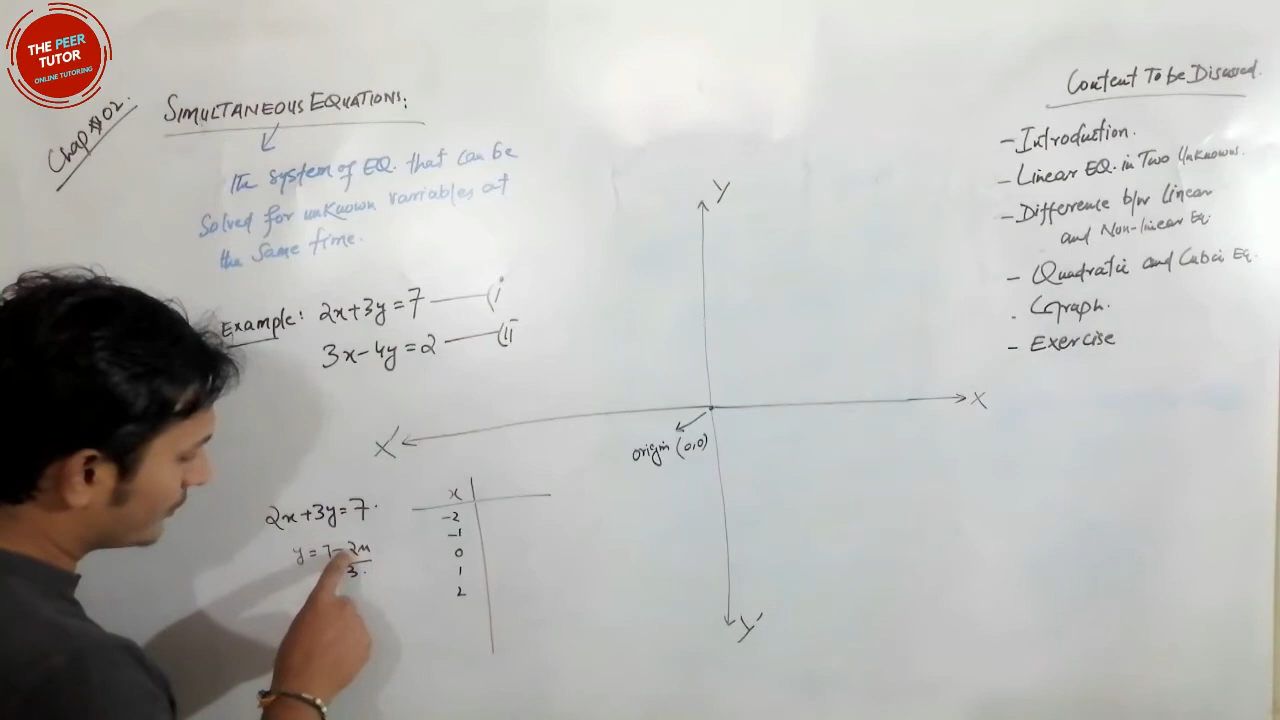 THE PEER
TUTOR
ONLINE TUTORING
Chap # 02.
SIMULTANEOUS EQUATIONS:
The system of EQ. that can be
Solved for unknown variables at
the same time.
Example: 2x+3y=7 (i
3x-4y=2 (ii
Content To be Discussed.
- Introduction.
- Linear EQ. in Two Unknowns.
- Difference b/w Linear
and Non-linear Eq.
- Quadratic and Cubic Eq.
. Graph.
- Exercise
Y
X
X'
origin (0,0)
Y'
2x+3y=7.
y=7-2x
3.
x
-2
-1
0
1
2